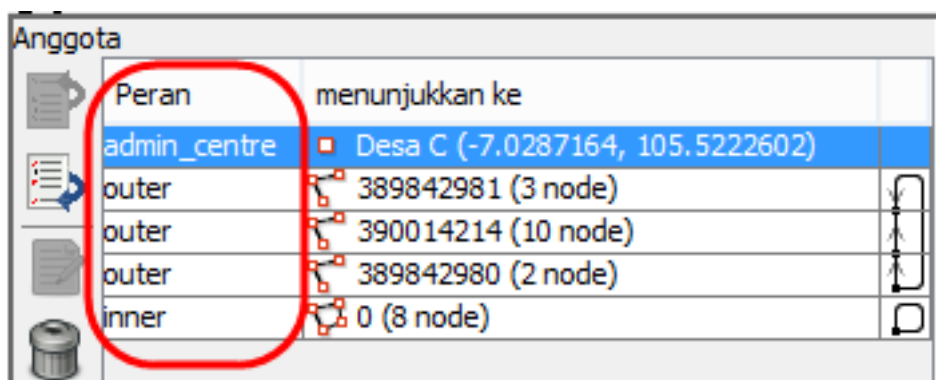 Anggota
Peran menunjukkan ke
admin_centre Desa C (-7.0287164, 105.5222602)
outer 389842981 (3 node)
outer 390014214 (10 node)
outer 389842980 (2 node)
inner 0 (8 node)